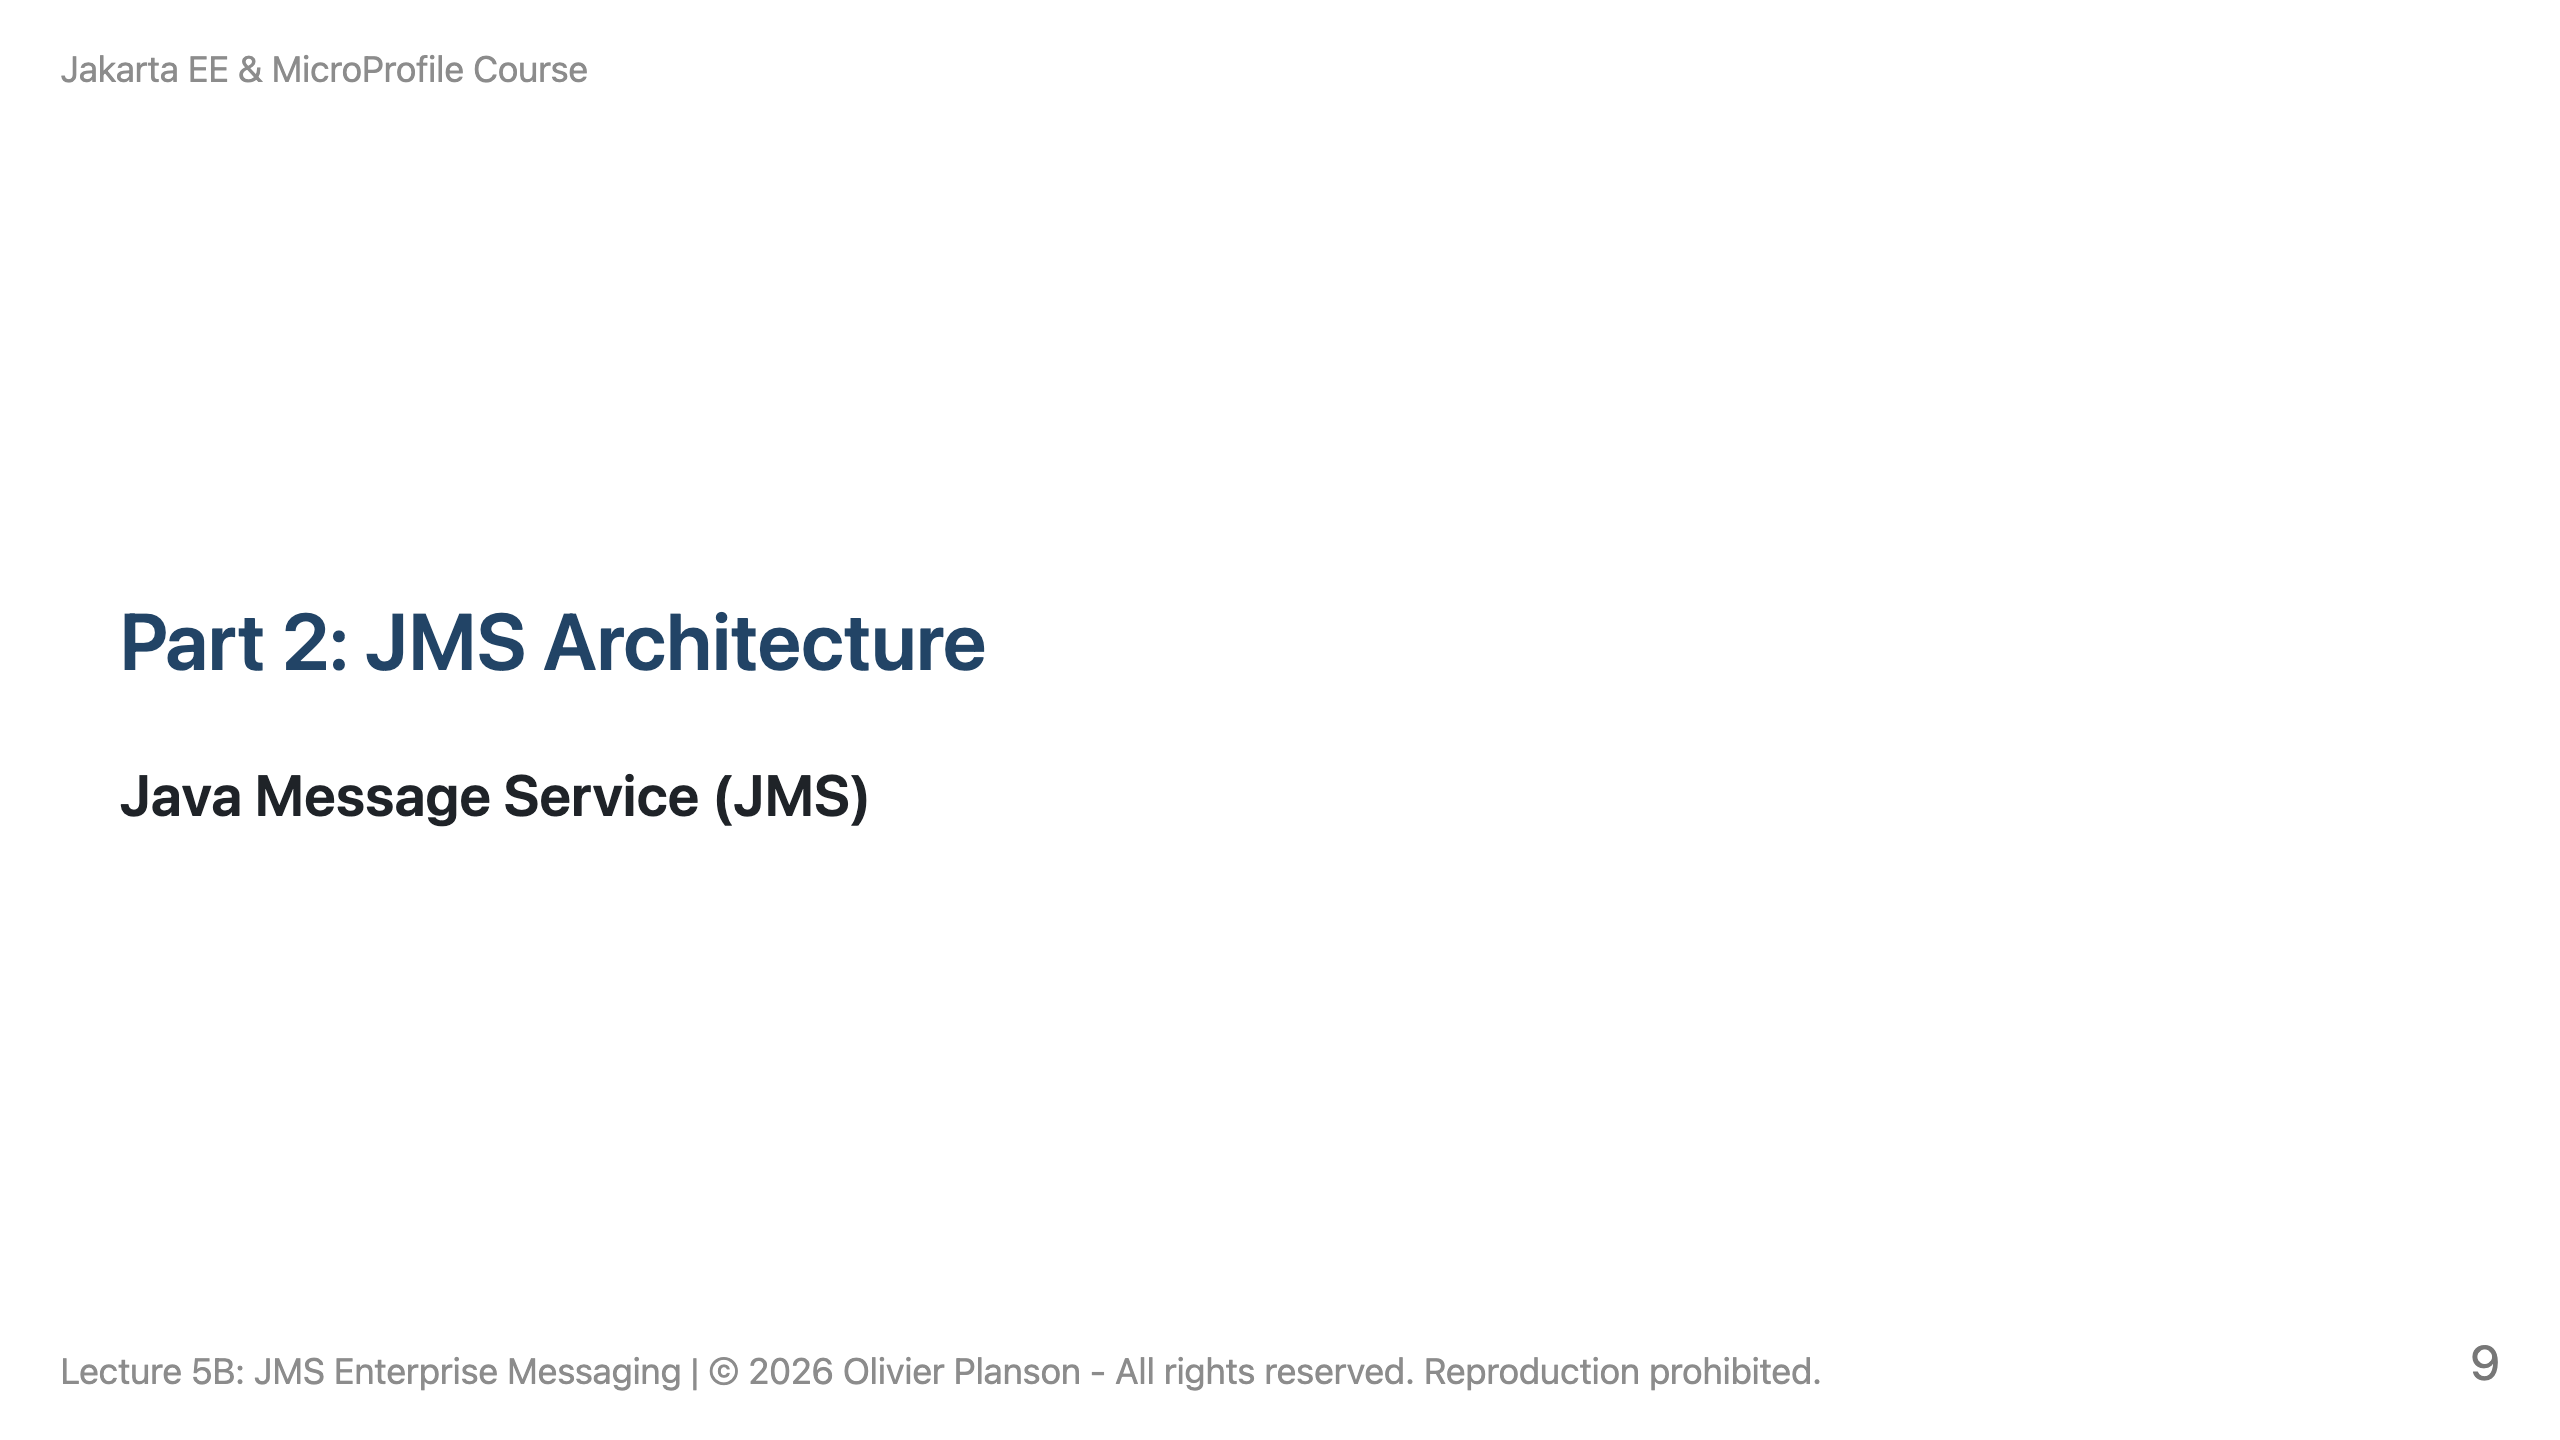 Jakarta EE & MicroProfile Course
Part 2: JMS Architecture
Java Message Service (JMS)
Lecture 5B: JMS Enterprise Messaging | © 2026 Olivier Planson - All rights reserved. Reproduction prohibited.
9